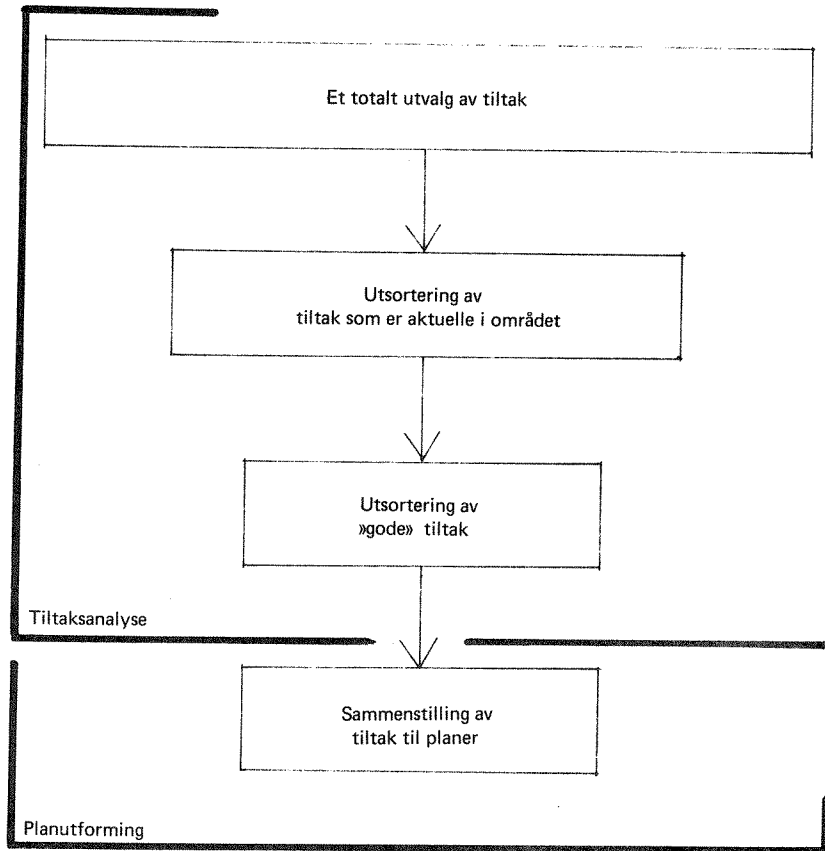 Et totalt utvalg av tiltak
Utsortering av
tiltak som er aktuelle i området
Utsortering av
»gode» tiltak
Tiltaksanalyse
Sammenstilling av
tiltak til planer
Planutforming